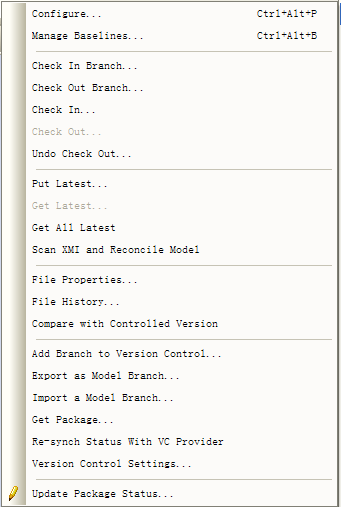 Configure... Ctrl+Alt+P
Manage Baselines... Ctrl+Alt+B
Check In Branch...
Check Out Branch...
Check In...
Check Out...
Undo Check Out...
Put Latest...
Get Latest...
Get All Latest
Scan XMI and Reconcile Model
File Properties...
File History...
Compare with Controlled Version
Add Branch to Version Control...
Export as Model Branch...
Import a Model Branch...
Get Package...
Re-synch Status With VC Provider
Version Control Settings...
Update Package Status...